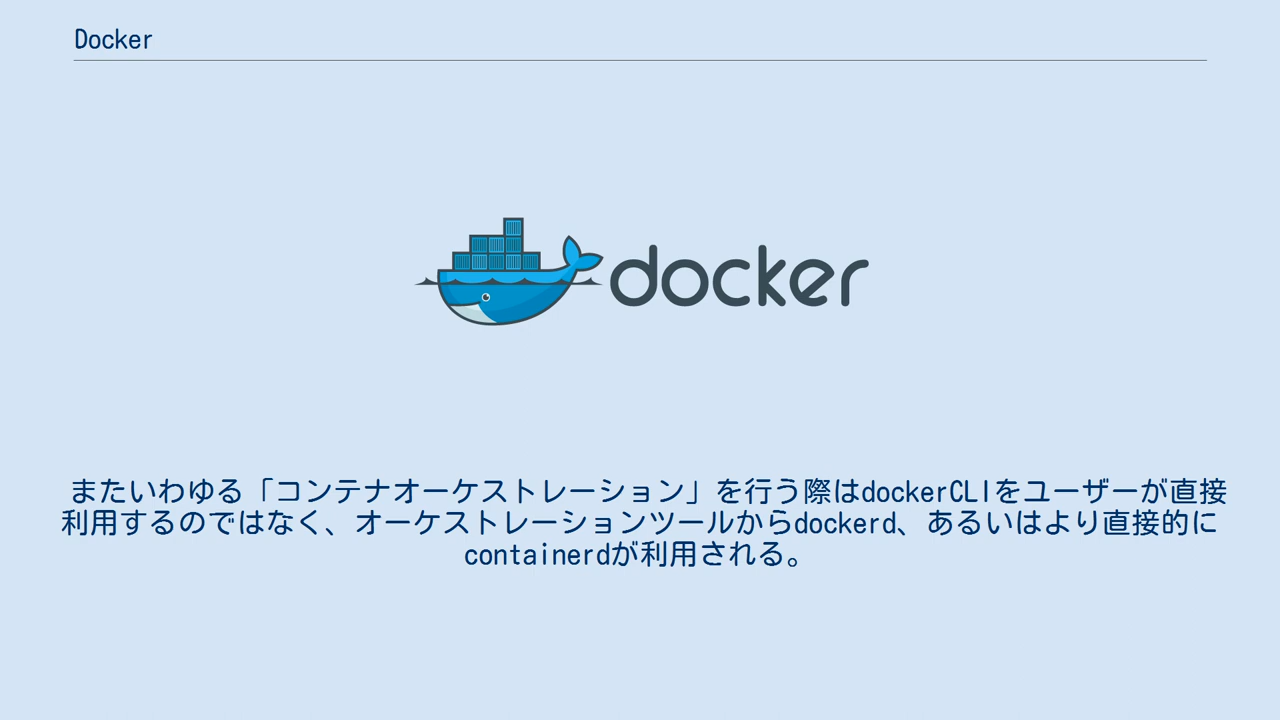 Docker
docker
またいわゆる「コンテナオーケストレーション」を行う際はdockerCLIをユーザーが直接
利用するのではなく、オーケストレーションツールからdockerd、あるいはより直接的に
containerdが利用される。